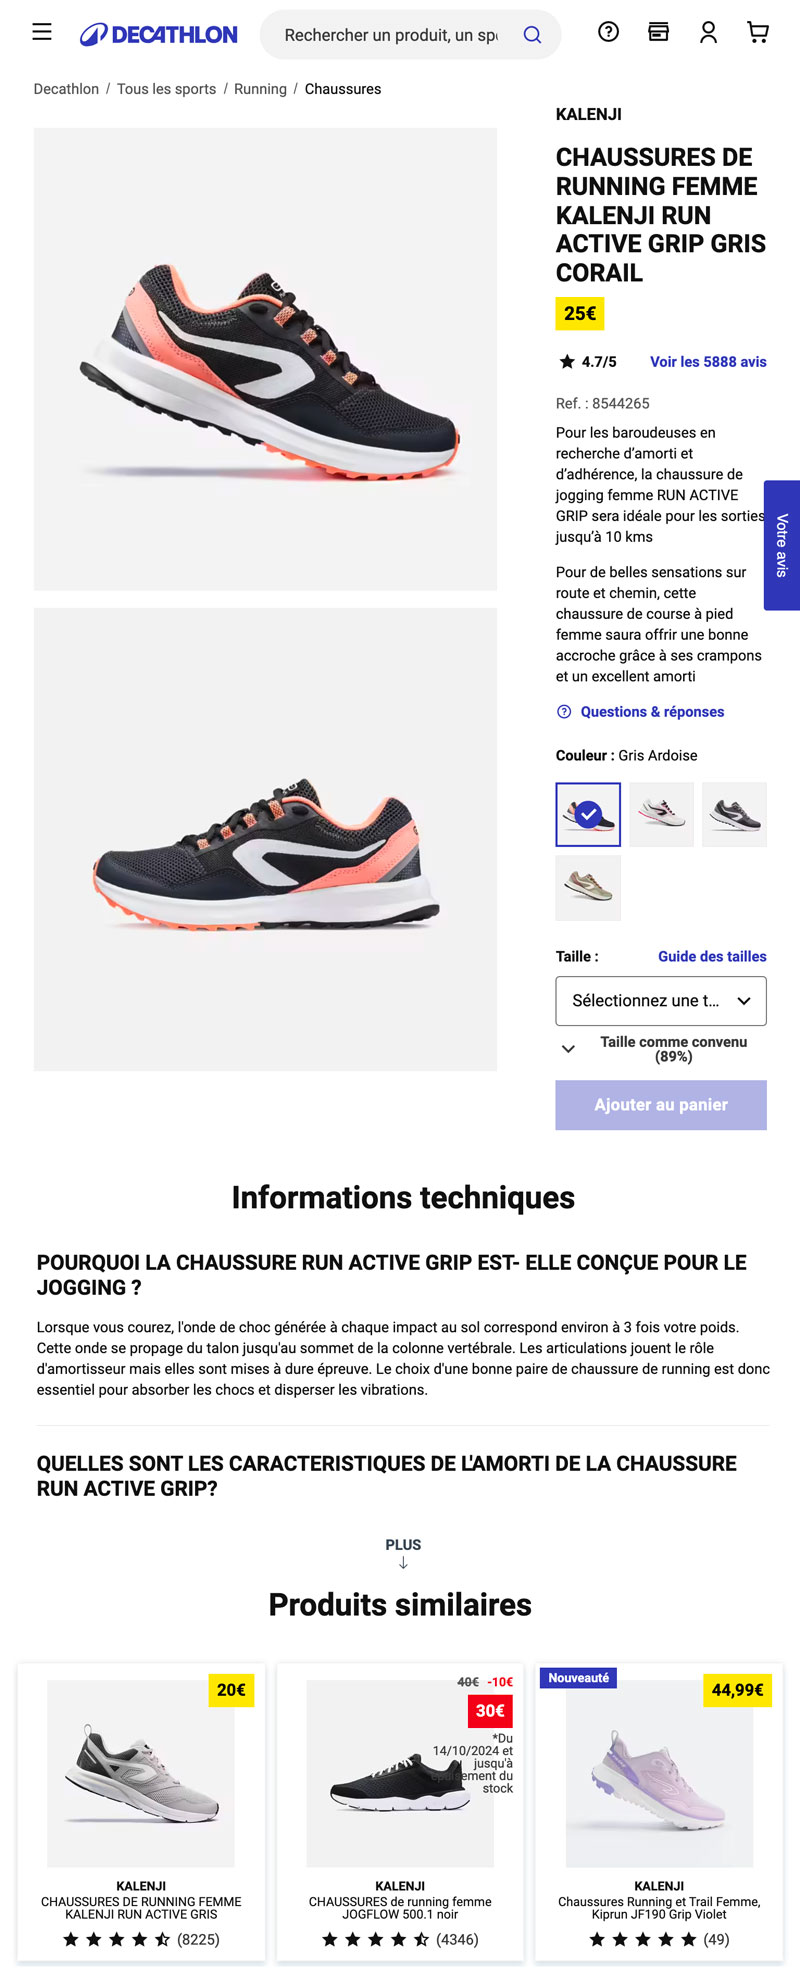 DECATHLON
Rechercher un produit, un spo
Decathlon / Tous les sports / Running / Chaussures
KALENJI
CHAUSSURES DE
RUNNING FEMME
KALENJI RUN
ACTIVE GRIP GRIS
CORAIL
25€
4.7/5 Voir les 5888 avis
Ref. : 8544265
Pour les baroudeuses en
recherche d’amorti et
d’adhérence, la chaussure de
jogging femme RUN ACTIVE
GRIP sera idéale pour les sorties
jusqu’à 10 kms
Votre avis
Pour de belles sensations sur
route et chemin, cette
chaussure de course à pied
femme saura offrir une bonne
accroche grâce à ses crampons
et un excellent amorti
Questions & réponses
Couleur : Gris Ardoise
Taille : Guide des tailles
Sélectionnez une t...
Taille comme convenu
(89%)
Ajouter au panier
Informations techniques
POURQUOI LA CHAUSSURE RUN ACTIVE GRIP EST- ELLE CONÇUE POUR LE
JOGGING ?
Lorsque vous courez, l'onde de choc générée à chaque impact au sol correspond environ à 3 fois votre poids.
Cette onde se propage du talon jusqu'au sommet de la colonne vertébrale. Les articulations jouent le rôle
d'amortisseur mais elles sont mises à dure épreuve. Le choix d'une bonne paire de chaussure de running est donc
essentiel pour absorber les chocs et disperser les vibrations.
QUELLES SONT LES CARACTERISTIQUES DE L'AMORTI DE LA CHAUSSURE
RUN ACTIVE GRIP?
PLUS
Produits similaires
20€
KALENJI
CHAUSSURES DE RUNNING FEMME
KALENJI RUN ACTIVE GRIS
(8225)
40€ -10€
30€
*Du
14/10/2024 et
jusqu'à
épuisement du
stock
KALENJI
CHAUSSURES de running femme
JOGFLOW 500.1 noir
(4346)
Nouveauté
44,99€
KALENJI
Chaussures Running et Trail Femme,
Kiprun JF190 Grip Violet
(49)